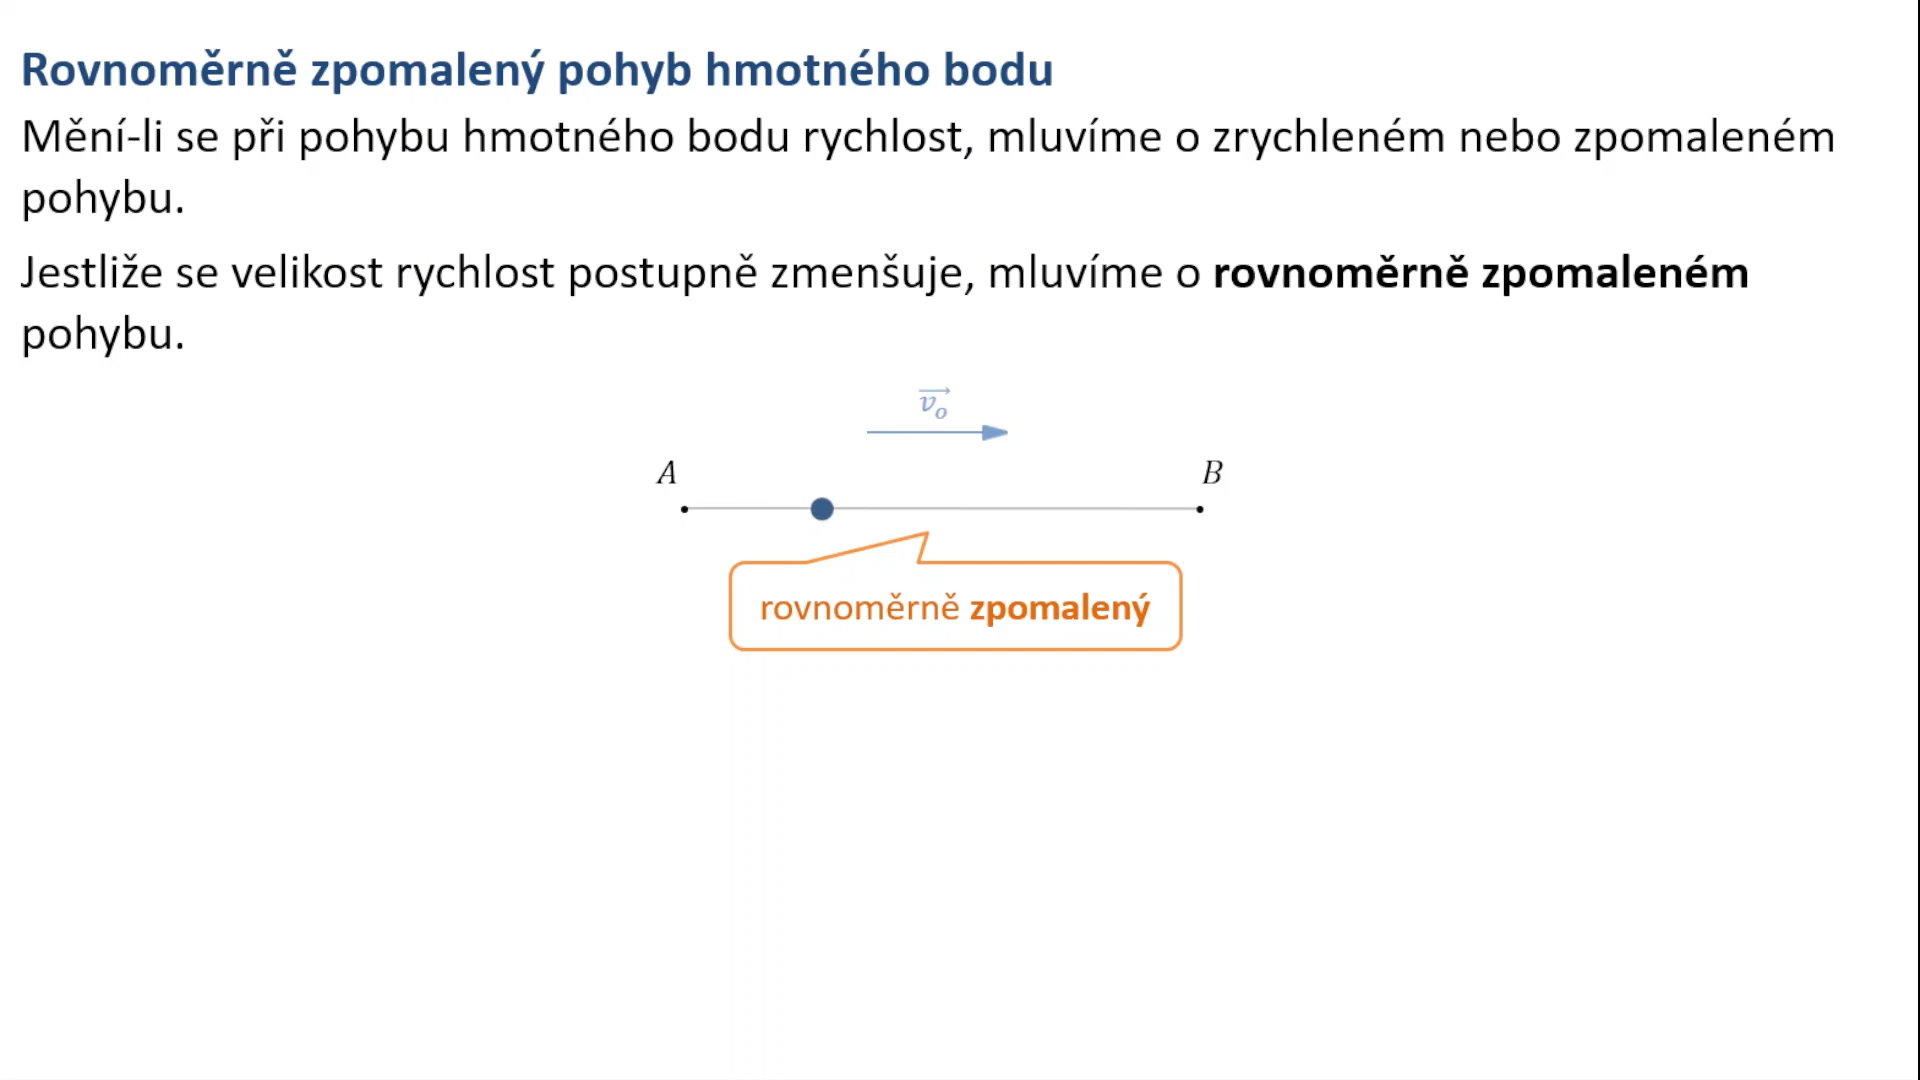 Rovnoměrně zpomalený pohyb hmotného bodu
Mění-li se při pohybu hmotného bodu rychlost, mluvíme o zrychleném nebo zpomaleném
pohybu.
Jestliže se velikost rychlost postupně zmenšuje, mluvíme o rovnoměrně zpomaleném
pohybu.
v₀
A
B
rovnoměrně zpomalený